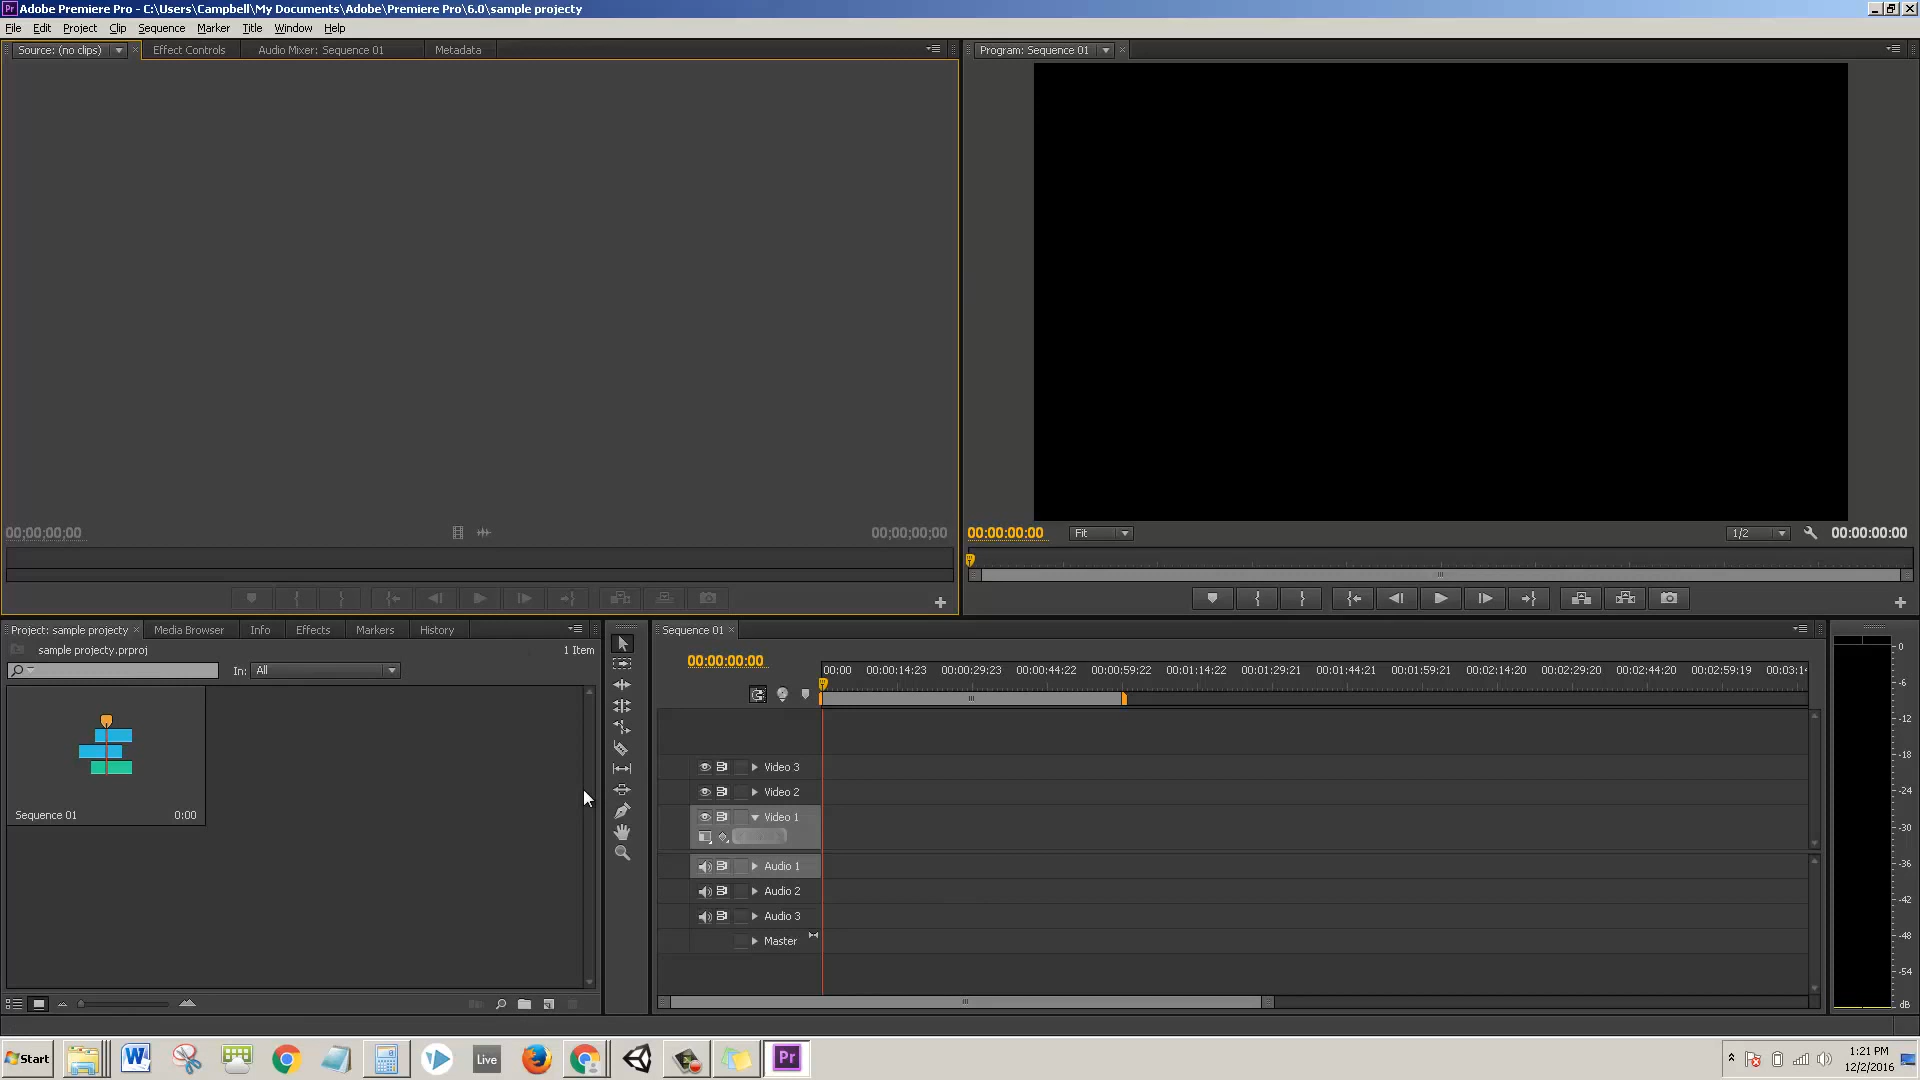 Pr Adobe Premiere Pro - C:\Users\Campbell\My Documents\Adobe\Premiere Pro\6.0\sample projecty
File Edit Project Clip Sequence Marker Title Window Help
Source: (no clips) Effect Controls Audio Mixer: Sequence 01 Metadata
Program: Sequence 01
00;00;00;00 00;00;00;00
00:00:00:00 Fit 1/2 00:00:00:00
Project: sample projecty Media Browser Info Effects Markers History
sample projecty.prproj 1 Item
In: All
Sequence 01 0:00
Sequence 01
00:00:00:00
00:00 00:00:14:23 00:00:29:23 00:00:44:22 00:00:59:22 00:01:14:22 00:01:29:21 00:01:44:21 00:01:59:21 00:02:14:20 00:02:29:20 00:02:44:20 00:02:59:19 00:03:14
Video 3
Video 2
Video 1
Audio 1
Audio 2
Audio 3
Master
0
-6
-12
-18
-24
-30
-36
-42
-48
-54
dB
Start W Live Pr
1:21 PM
12/2/2016